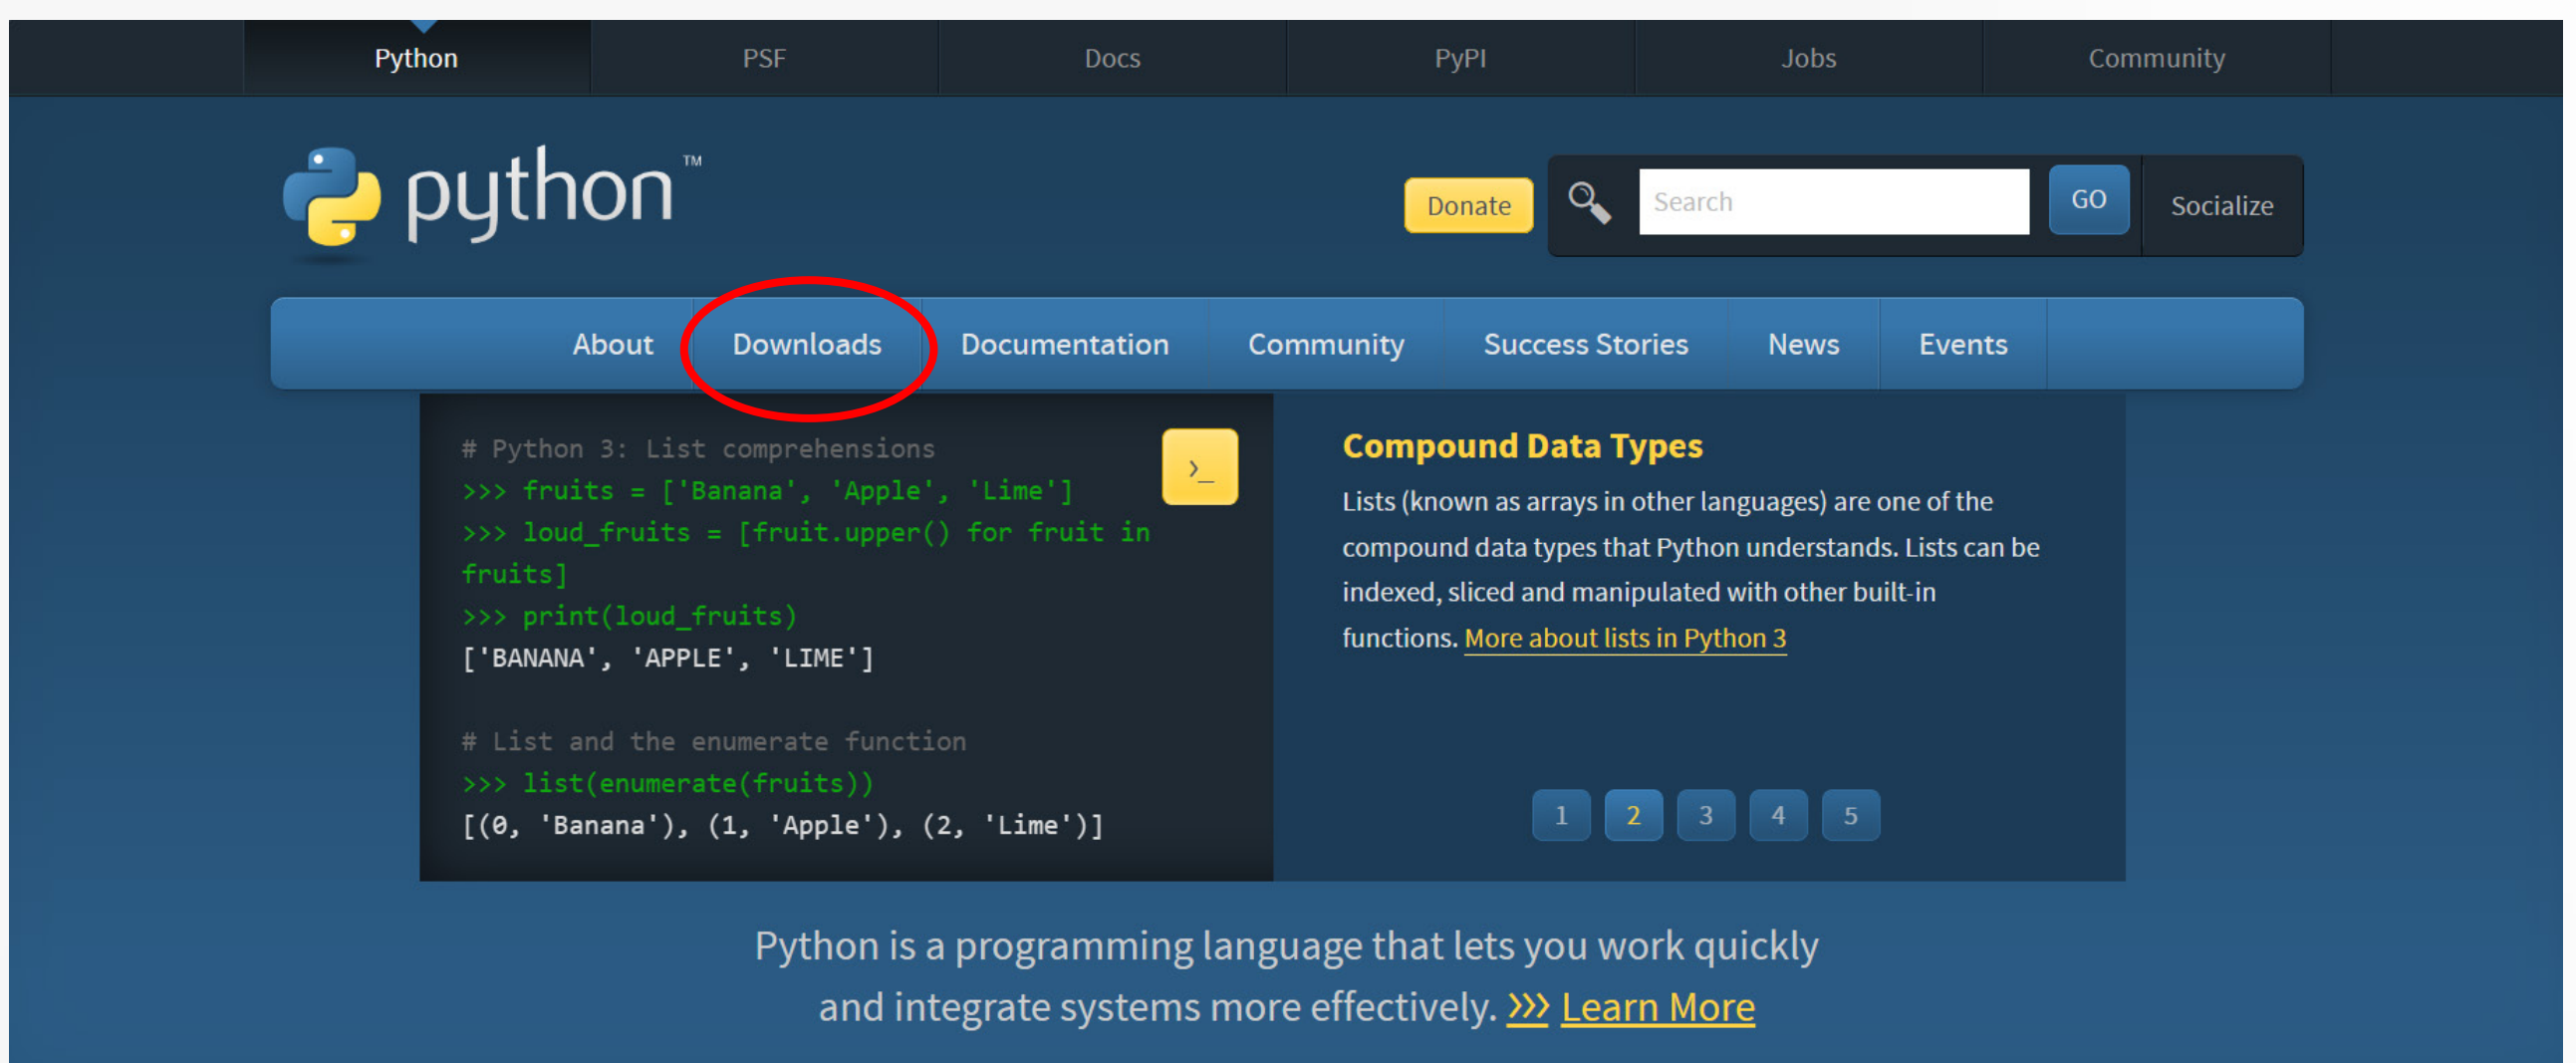 Python PSF Docs PyPI Jobs Community
python™
Donate Search GO Socialize
About Downloads Documentation Community Success Stories News Events
# Python 3: List comprehensions
>>> fruits = ['Banana', 'Apple', 'Lime']
>>> loud_fruits = [fruit.upper() for fruit in
fruits]
>>> print(loud_fruits)
['BANANA', 'APPLE', 'LIME']
# List and the enumerate function
>>> list(enumerate(fruits))
[(0, 'Banana'), (1, 'Apple'), (2, 'Lime')]
>_
Compound Data Types
Lists (known as arrays in other languages) are one of the
compound data types that Python understands. Lists can be
indexed, sliced and manipulated with other built-in
functions. More about lists in Python 3
1 2 3 4 5
Python is a programming language that lets you work quickly
and integrate systems more effectively. >>> Learn More